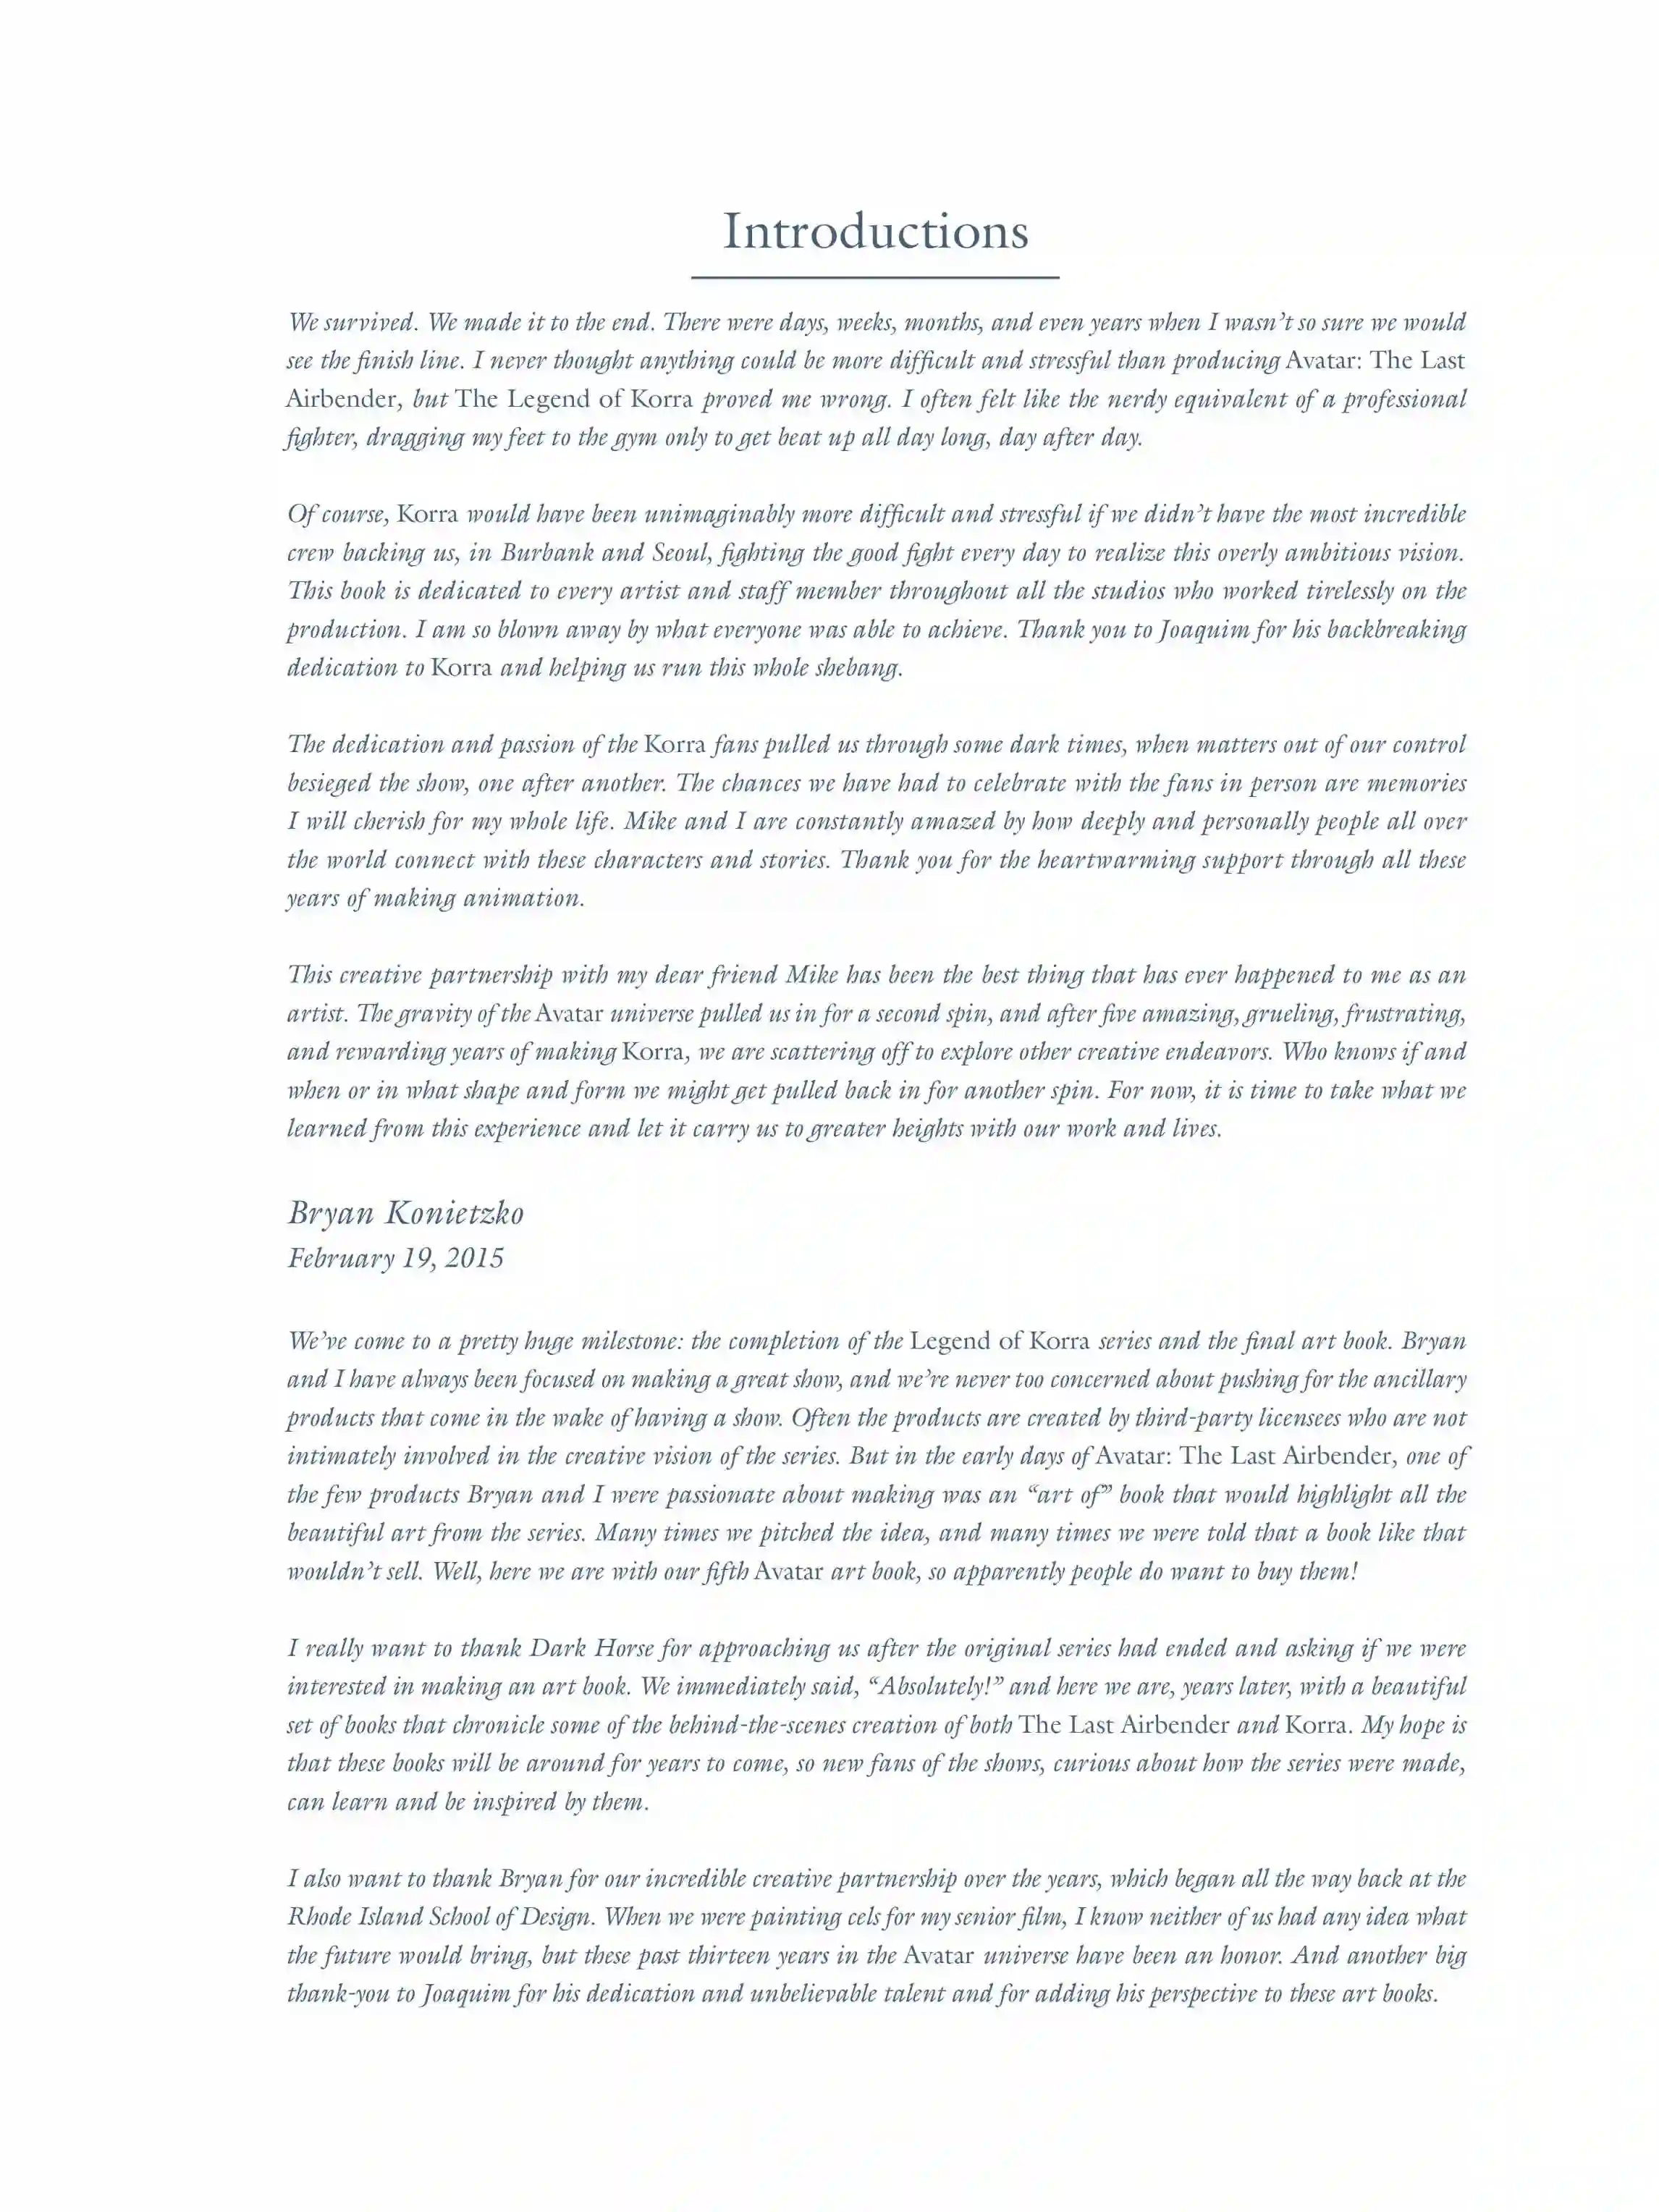 Introductions
We survived. We made it to the end. There were days, weeks, months, and even years when I wasn’t so sure we would
see the finish line. I never thought anything could be more difficult and stressful than producing Avatar: The Last
Airbender, but The Legend of Korra proved me wrong. I often felt like the nerdy equivalent of a professional
fighter, dragging my feet to the gym only to get beat up all day long, day after day.
Of course, Korra would have been unimaginably more difficult and stressful if we didn’t have the most incredible
crew backing us, in Burbank and Seoul, fighting the good fight every day to realize this overly ambitious vision.
This book is dedicated to every artist and staff member throughout all the studios who worked tirelessly on the
production. I am so blown away by what everyone was able to achieve. Thank you to Joaquim for his backbreaking
dedication to Korra and helping us run this whole shebang.
The dedication and passion of the Korra fans pulled us through some dark times, when matters out of our control
besieged the show, one after another. The chances we have had to celebrate with the fans in person are memories
I will cherish for my whole life. Mike and I are constantly amazed by how deeply and personally people all over
the world connect with these characters and stories. Thank you for the heartwarming support through all these
years of making animation.
This creative partnership with my dear friend Mike has been the best thing that has ever happened to me as an
artist. The gravity of the Avatar universe pulled us in for a second spin, and after five amazing, grueling, frustrating,
and rewarding years of making Korra, we are scattering off to explore other creative endeavors. Who knows if and
when or in what shape and form we might get pulled back in for another spin. For now, it is time to take what we
learned from this experience and let it carry us to greater heights with our work and lives.
Bryan Konietzko
February 19, 2015
We’ve come to a pretty huge milestone: the completion of the Legend of Korra series and the final art book. Bryan
and I have always been focused on making a great show, and we’re never too concerned about pushing for the ancillary
products that come in the wake of having a show. Often the products are created by third-party licensees who are not
intimately involved in the creative vision of the series. But in the early days of Avatar: The Last Airbender, one of
the few products Bryan and I were passionate about making was an “art of” book that would highlight all the
beautiful art from the series. Many times we pitched the idea, and many times we were told that a book like that
wouldn’t sell. Well, here we are with our fifth Avatar art book, so apparently people do want to buy them!
I really want to thank Dark Horse for approaching us after the original series had ended and asking if we were
interested in making an art book. We immediately said, “Absolutely!” and here we are, years later, with a beautiful
set of books that chronicle some of the behind-the-scenes creation of both The Last Airbender and Korra. My hope is
that these books will be around for years to come, so new fans of the shows, curious about how the series were made,
can learn and be inspired by them.
I also want to thank Bryan for our incredible creative partnership over the years, which began all the way back at the
Rhode Island School of Design. When we were painting cels for my senior film, I know neither of us had any idea what
the future would bring, but these past thirteen years in the Avatar universe have been an honor. And another big
thank-you to Joaquim for his dedication and unbelievable talent and for adding his perspective to these art books.